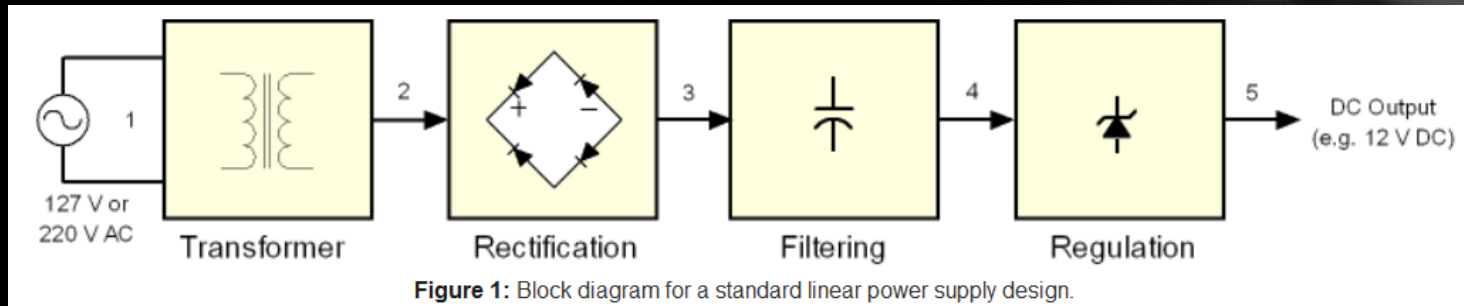 1
2
3
4
5
+
−
127 V or
220 V AC
DC Output
(e.g. 12 V DC)
Transformer
Rectification
Filtering
Regulation
Figure 1: Block diagram for a standard linear power supply design.